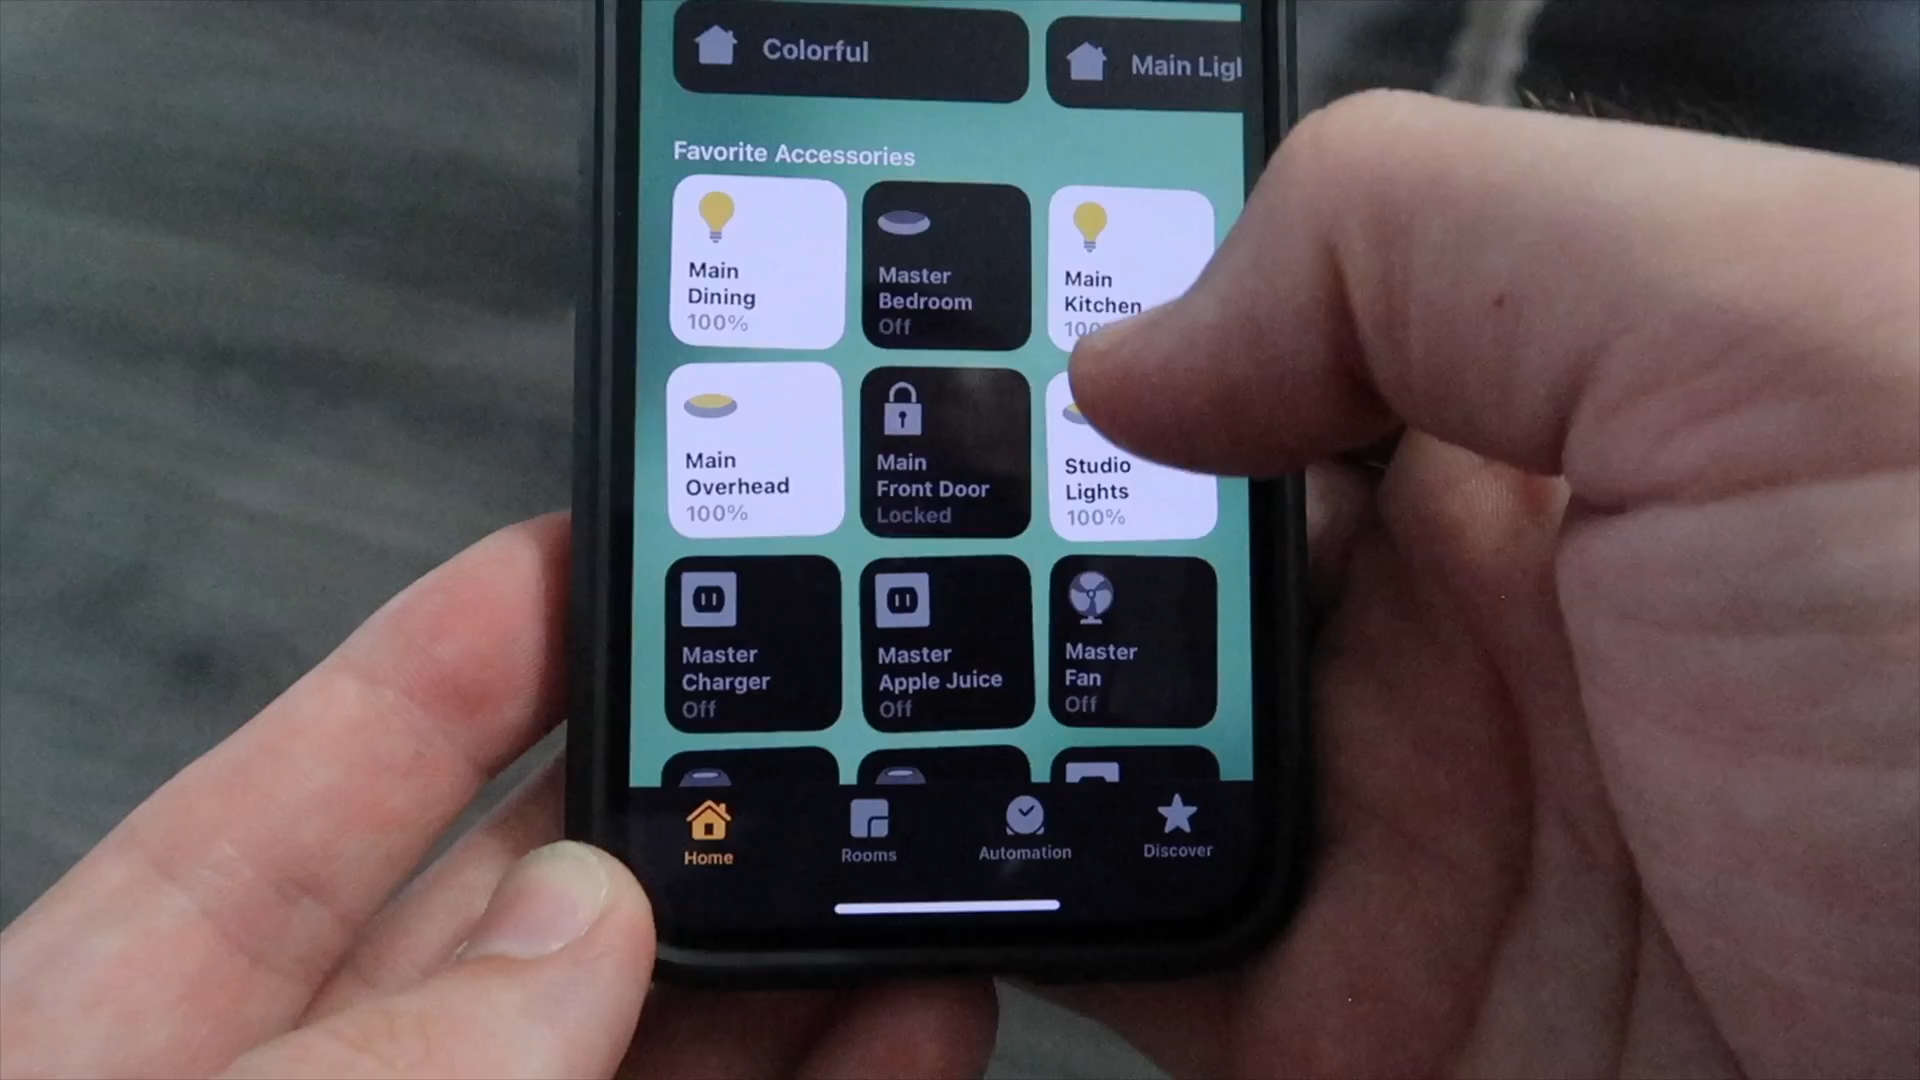 Colorful
Main Ligl
Favorite Accessories
Main
Dining
100%
Master
Bedroom
Off
Main
Kitchen
Main
Overhead
100%
Main
Front Door
Locked
Studio
Lights
100%
Master
Charger
Off
Master
Apple Juice
Off
Master
Fan
Off
Home
Rooms
Automation
Discover